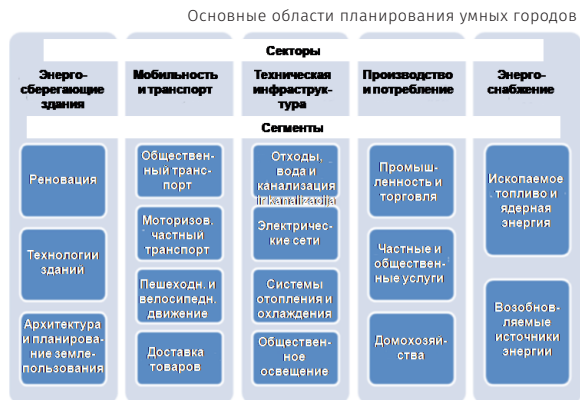 Основные области планирования умных городов
Секторы
Энерго-
сберегающие
здания
Мобильность
и транспорт
Техническая
инфраструк-
тура
Производство
и потребление
Энерго-
снабжение
Сегменты
Реновация
Технологии
зданий
Архитектура
и планирова-
ние земле-
пользования
Обществен-
ный транс-
порт
Моторизов.
частный
транспорт
Пешеходн. и
велосипедн.
движение
Доставка
товаров
Отходы,
вода и
канализация
irkanalizacija
Электричес-
кие сети
Системы
отопления и
охлаждения
Обществен-
ное
освещение
Промыш-
ленность и
торговля
Частные и
обществен-
ные услуги
Домохозяй-
ства
Ископаемое
топливо и
ядерная
энергия
Возобнов-
ляемые
источники
энергии